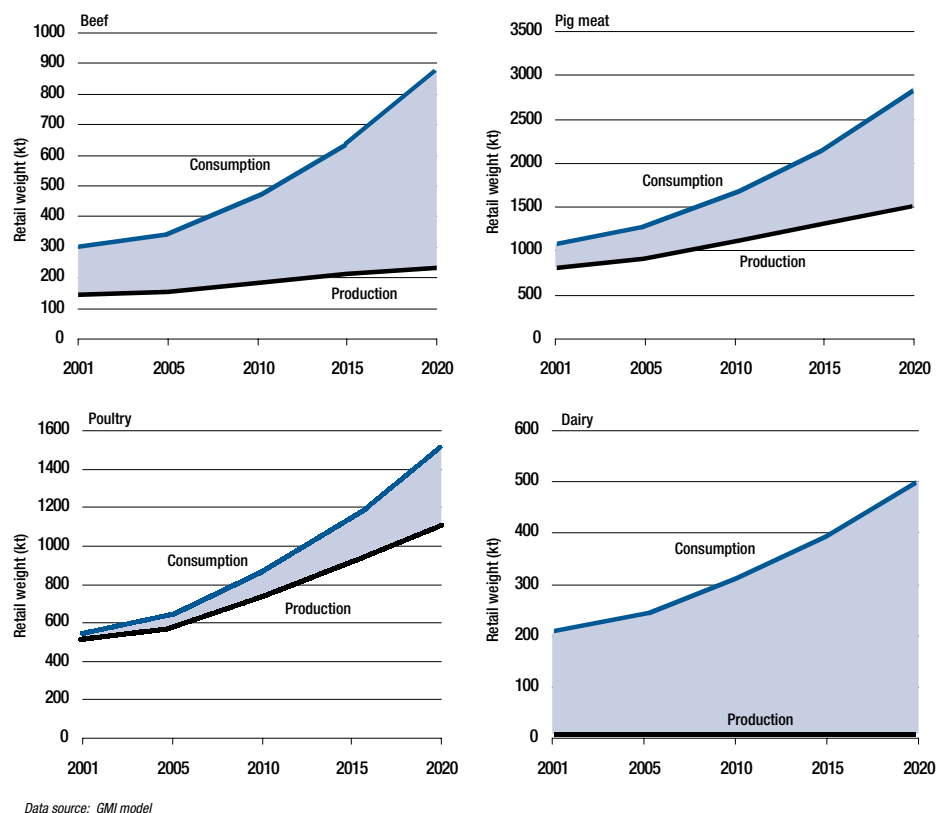 Beef
Retail weight (kt)
1000
900
800
700
600
500
400
300
200
100
0
Consumption
Production
2001 2005 2010 2015 2020
Pig meat
Retail weight (kt)
3500
3000
2500
2000
1500
1000
500
0
Consumption
Production
2001 2005 2010 2015 2020
Poultry
Retail weight (kt)
1600
1400
1200
1000
800
600
400
200
0
Consumption
Production
2001 2005 2010 2015 2020
Dairy
Retail weight (kt)
600
500
400
300
200
100
0
Consumption
Production
2001 2005 2010 2015 2020
Data source: GMI model